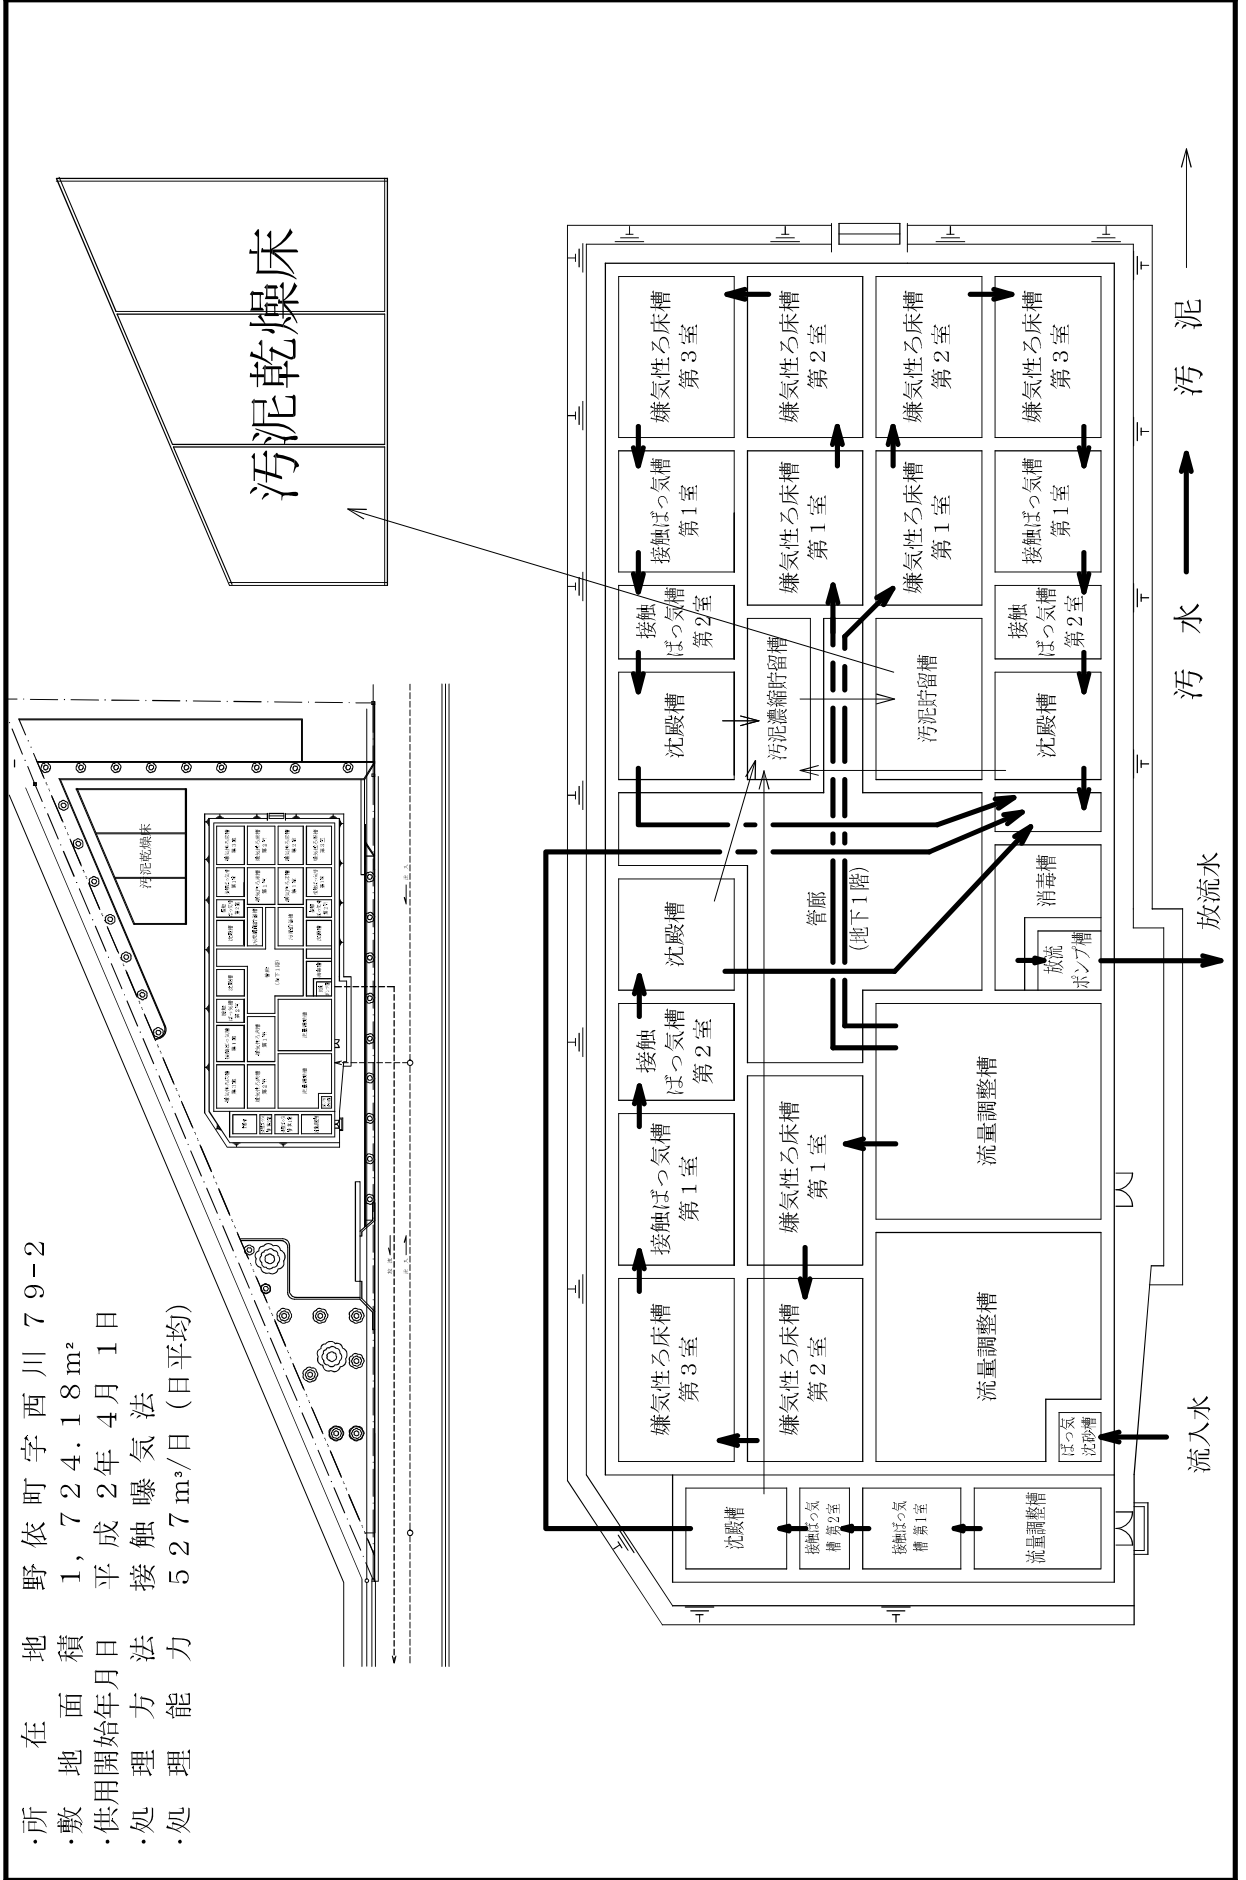 ・所在地 野依町字西川79-2
・敷地面積 1,724.18m²
・供用開始年月日 平成2年4月1日
・処理方法 接触曝気法
・処理能力 527m³/日(日平均)
汚泥乾燥床
汚泥乾燥床
嫌気性ろ床槽
第3室
接触ばっ気槽
第1室
接触
ばっ気槽
第2室
沈殿槽
沈殿槽
接触
ばっ気槽
第2室
接触ばっ気槽
第1室
嫌気性ろ床槽
第3室
嫌気性ろ床槽
第2室
嫌気性ろ床槽
第1室
汚泥濃縮貯留槽
嫌気性ろ床槽
第1室
嫌気性ろ床槽
第2室
嫌気性ろ床槽
第2室
嫌気性ろ床槽
第1室
汚泥貯留槽
管廊
(地下1階)
流量調整槽
流量調整槽
嫌気性ろ床槽
第3室
接触ばっ気槽
第1室
接触
ばっ気槽
第2室
沈殿槽
消毒槽
放流
ポンプ槽
ばっ気
沈砂槽
沈殿槽
接触ばっ気
槽 第2室
接触ばっ気
槽 第1室
流量調整槽
流入水
放流水
汚水
汚泥